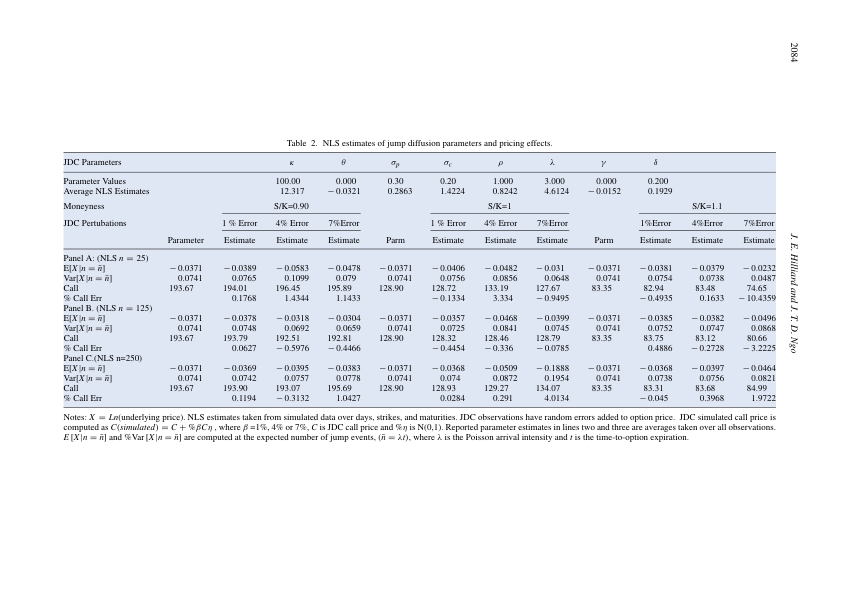 2084
J. E. Hilliard and J. T. D. Ngo
Table 2. NLS estimates of jump diffusion parameters and pricing effects.
JDC Parameters κ θ σp σc ρ λ γ δ
Parameter Values 100.00 0.000 0.30 0.20 1.000 3.000 0.000 0.200
Average NLS Estimates 12.317 −0.0321 0.2863 1.4224 0.8242 4.6124 −0.0152 0.1929
Moneyness S/K=0.90 S/K=1 S/K=1.1
JDC Pertubations 1 % Error 4% Error 7%Error 1 % Error 4% Error 7%Error 1%Error 4%Error 7%Error
Parameter Estimate Estimate Estimate Parm Estimate Estimate Estimate Parm Estimate Estimate Estimate
Panel A: (NLS n = 25)
E[X|n = n̄] −0.0371 −0.0389 −0.0583 −0.0478 −0.0371 −0.0406 −0.0482 −0.031 −0.0371 −0.0381 −0.0379 −0.0232
Var[X|n = n̄] 0.0741 0.0765 0.1099 0.079 0.0741 0.0756 0.0856 0.0648 0.0741 0.0754 0.0738 0.0487
Call 193.67 194.01 196.45 195.89 128.90 128.72 133.19 127.67 83.35 82.94 83.48 74.65
% Call Err 0.1768 1.4344 1.1433 −0.1334 3.334 −0.9495 −0.4935 0.1633 −10.4359
Panel B. (NLS n = 125)
E[X|n = n̄] −0.0371 −0.0378 −0.0318 −0.0304 −0.0371 −0.0357 −0.0468 −0.0399 −0.0371 −0.0385 −0.0382 −0.0496
Var[X|n = n̄] 0.0741 0.0748 0.0692 0.0659 0.0741 0.0725 0.0841 0.0745 0.0741 0.0752 0.0747 0.0868
Call 193.67 193.79 192.51 192.81 128.90 128.32 128.46 128.79 83.35 83.75 83.12 80.66
% Call Err 0.0627 −0.5976 −0.4466 −0.4454 −0.336 −0.0785 0.4886 −0.2728 −3.2225
Panel C.(NLS n=250)
E[X|n = n̄] −0.0371 −0.0369 −0.0395 −0.0383 −0.0371 −0.0368 −0.0509 −0.1888 −0.0371 −0.0368 −0.0397 −0.0464
Var[X|n = n̄] 0.0741 0.0742 0.0757 0.0778 0.0741 0.074 0.0872 0.1954 0.0741 0.0738 0.0756 0.0821
Call 193.67 193.90 193.07 195.69 128.90 128.93 129.27 134.07 83.35 83.31 83.68 84.99
% Call Err 0.1194 −0.3132 1.0427 0.0284 0.291 4.0134 −0.045 0.3968 1.9722
Notes: X = Ln(underlying price). NLS estimates taken from simulated data over days, strikes, and maturities. JDC observations have random errors added to option price. JDC simulated call price is
computed as C(simulated) = C + %βCη , where β =1%, 4% or 7%, C is JDC call price and %η is N(0,1). Reported parameter estimates in lines two and three are averages taken over all observations.
E [X|n = n̄] and %Var [X|n = n̄] are computed at the expected number of jump events, (n̄ = λt), where λ is the Poisson arrival intensity and t is the time-to-option expiration.